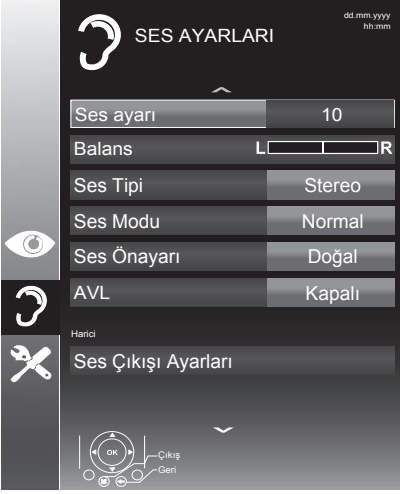 SES AYARLARI
dd.mm.yyyy
hh:mm
Ses ayarı 10
Balans L R
Ses Tipi Stereo
Ses Modu Normal
Ses Önayarı Doğal
AVL Kapalı
Harici
Ses Çıkışı Ayarları
OK
Çıkış
Geri